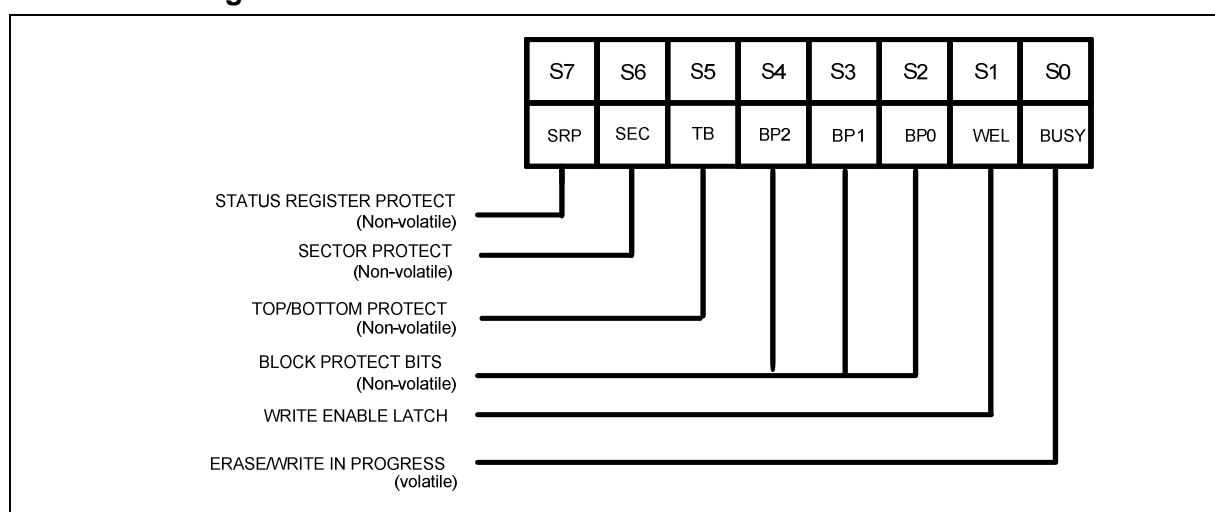 S7 S6 S5 S4 S3 S2 S1 S0
SRP SEC TB BP2 BP1 BP0 WEL BUSY
STATUS REGISTER PROTECT
(Non-volatile)
SECTOR PROTECT
(Non-volatile)
TOP/BOTTOM PROTECT
(Non-volatile)
BLOCK PROTECT BITS
(Non-volatile)
WRITE ENABLE LATCH
ERASE/WRITE IN PROGRESS
(volatile)